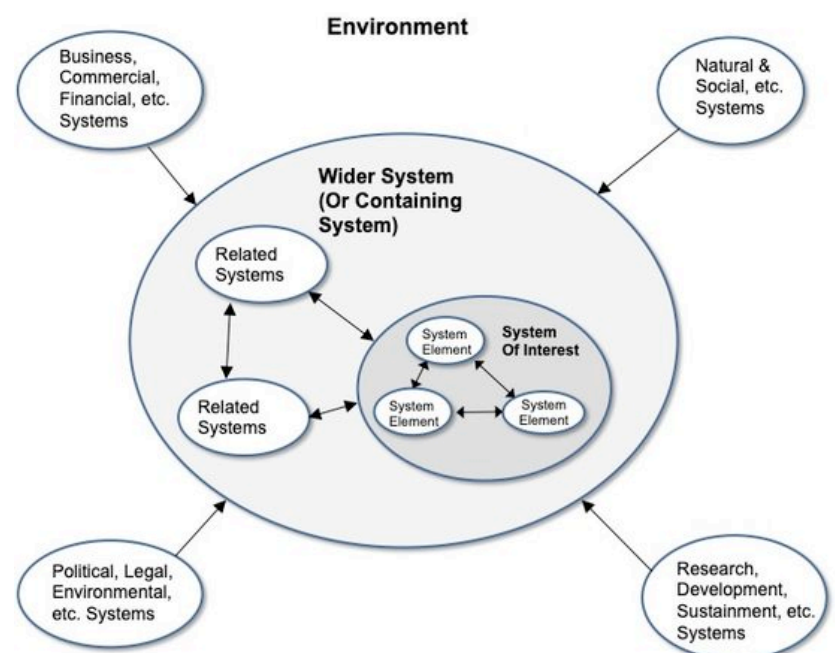 Environment
Business,
Commercial,
Financial, etc.
Systems
Natural &
Social, etc.
Systems
Wider System
(Or Containing
System)
Related
Systems
System
Element
System
Of Interest
Related
Systems
System
Element
System
Element
Political, Legal,
Environmental,
etc. Systems
Research,
Development,
Sustainment, etc.
Systems